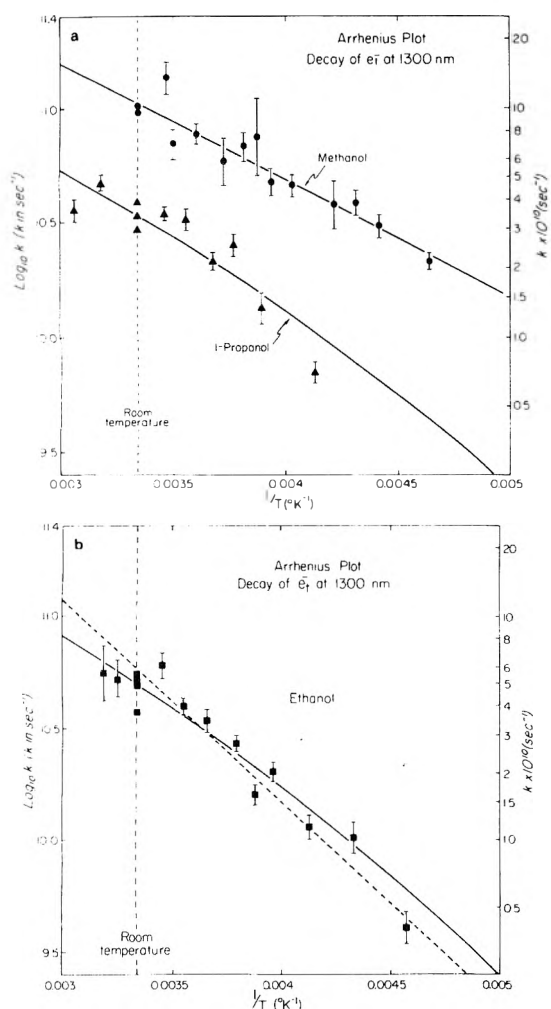 a
Arrhenius Plot
Decay of et̄ at 1300 nm
11.4
11.0
10.5
10.0
9.5
Log10 k (k in sec⁻¹)
20
10
8
6
5
4
3
2
1.5
1.0
0.5
k x10¹⁰(sec⁻¹)
Methanol
1-Propanol
Room
temperature
0.003
0.0035
0.004
0.0045
0.005
1/T(°K⁻¹)
b
Arrhenius Plot
Decay of et̄ at 1300 nm
11.4
11.0
10.5
10.0
9.5
Log10 k (k in sec⁻¹)
20
10
8
6
5
4
3
2
1.5
1.0
0.5
k x10¹⁰(sec⁻¹)
Ethanol
Room
temperature
0.003
0.0035
0.004
0.0045
0.005
1/T(°K⁻¹)